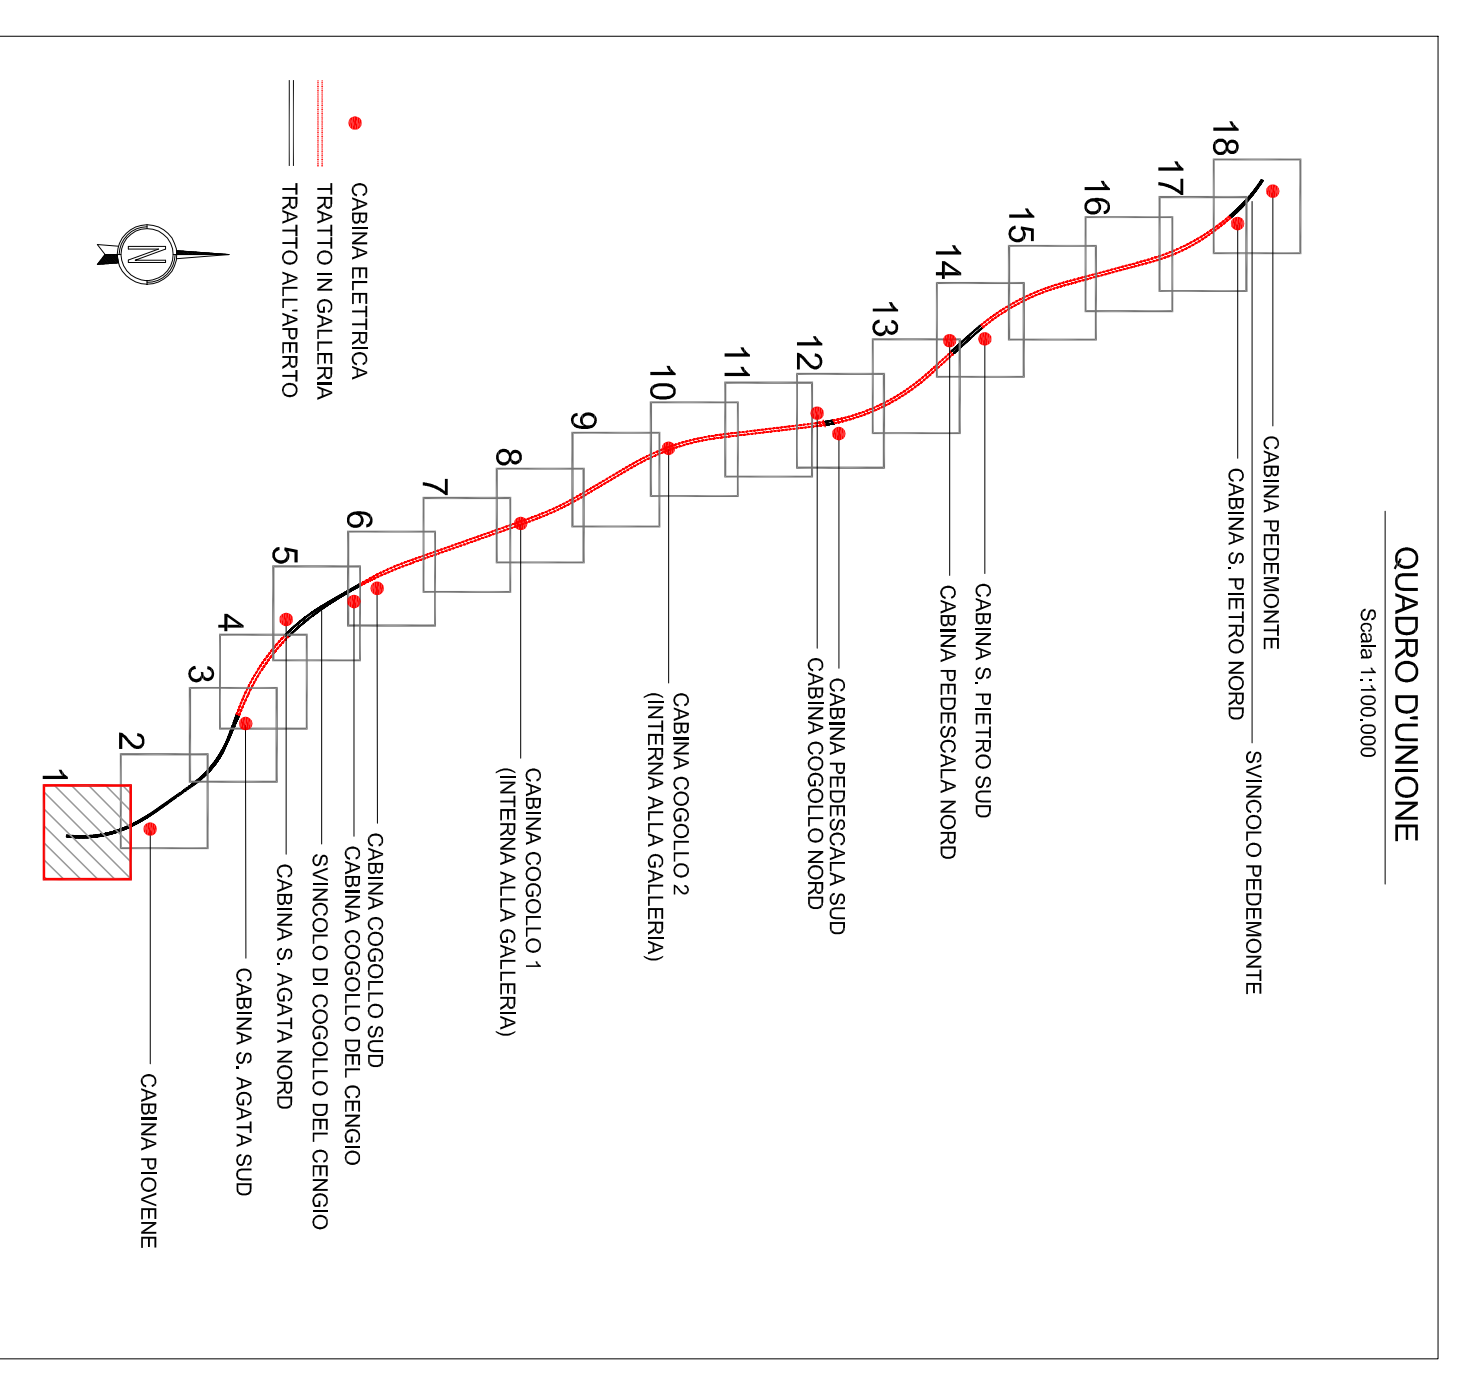 QUADRO D'UNIONE
Scala 1:100.000
18
17
16
15
14
13
12
11
10
9
8
7
6
5
4
3
2
1
CABINA PEDEMONTE
SVINCOLO PEDEMONTE
CABINA S. PIETRO NORD
CABINA S. PIETRO SUD
CABINA PEDESCALA NORD
CABINA PEDESCALA SUD
CABINA COGOLLO NORD
CABINA COGOLLO 2
(INTERNA ALLA GALLERIA)
CABINA COGOLLO 1
(INTERNA ALLA GALLERIA)
CABINA COGOLLO SUD
CABINA COGOLLO DEL CENGIO
SVINCOLO DI COGOLLO DEL CENGIO
CABINA S. AGATA NORD
CABINA S. AGATA SUD
CABINA PIOVENE
CABINA ELETTRICA
TRATTO IN GALLERIA
TRATTO ALL'APERTO
N